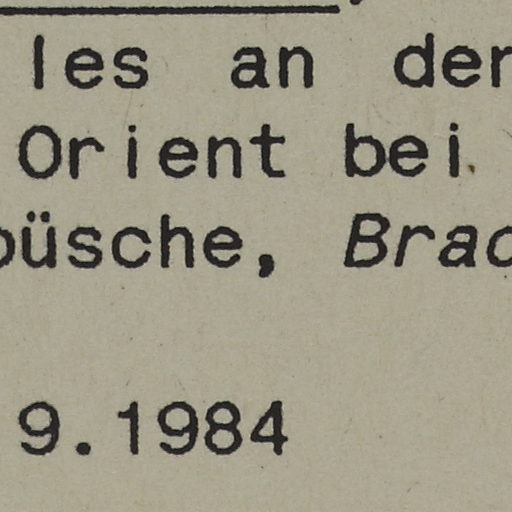 les an der
Orient bei
büsche, Brac
9.1984